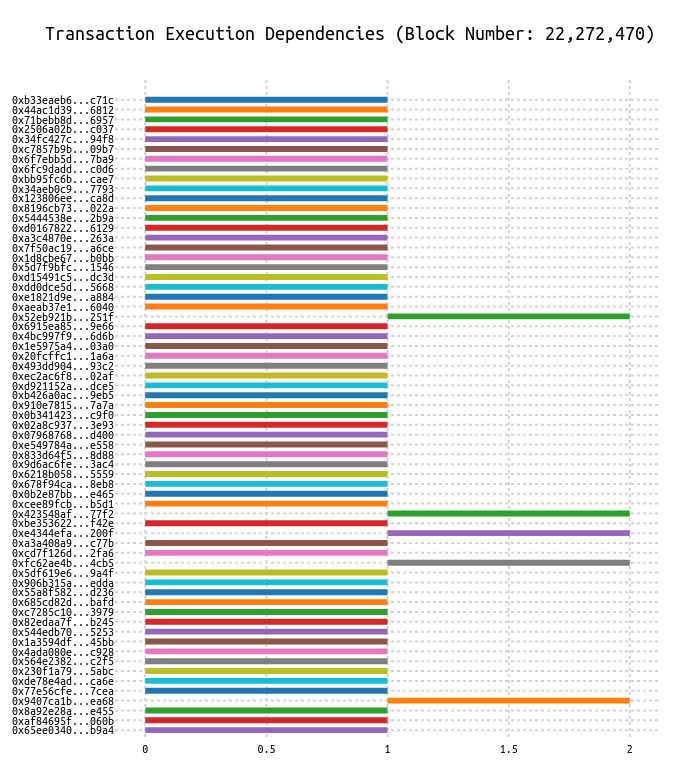 Transaction Execution Dependencies (Block Number: 22,272,470)
0xb33eaeb6...c71c
0x44ac1d39...6812
0x71bebb8d...6957
0x2506a02b...c037
0x34fc427c...94f8
0xc7857b9b...09b7
0x6f7ebb5d...7ba9
0x6fc9dadd...c0d6
0xbb95fc6b...cae7
0x34aeb0c9...7793
0x123806ee...ca8d
0x8196cb73...022a
0x5444538e...2b9a
0xd0167822...6129
0xa3c4870e...263a
0x7f50ac19...a6ce
0x1d8cbe67...b0bb
0x5d7f9bfc...1546
0xd15491c5...dc3d
0xdd0dce5d...5668
0xe1821d9e...a884
0xaeab37e1...6040
0x52eb921b...251f
0x6915ea85...9e66
0x4bc997f9...6d6b
0x1e5975a4...03a0
0x20fcffc1...1a6a
0x493dd904...93c2
0xec2ac6f8...02af
0xd921152a...dce5
0xb426a0ac...9eb5
0x910e7815...7a7a
0x0b341423...c9f0
0x02a8c937...3e93
0x07968768...d400
0xe549784a...e558
0x833d64f5...8d88
0x9d6ac6fe...3ac4
0x6218b058...5559
0x678f94ca...8eb8
0x0b2e87bb...e465
0xcee89fcb...b5d1
0x423548af...77f2
0xbe353622...f42e
0xe4344efa...200f
0xa3a408a9...c77b
0xcd7f126d...2fa6
0xfc62ae4b...4cb5
0x5df619e6...9a4f
0x906b315a...edda
0x55a8f582...d236
0x685cd82d...bafd
0xc7285c10...3979
0x82edaa7f...b245
0x544edb70...5253
0x1a3594df...45bb
0x4ada080e...c928
0x564e2382...c2f5
0x230f1a79...5abc
0xde78e4ad...ca6e
0x77e56cfe...7cea
0x9407ca1b...ea68
0x8a92e28a...e455
0xaf84695f...060b
0x65ee0340...b9a4
0 0.5 1 1.5 2